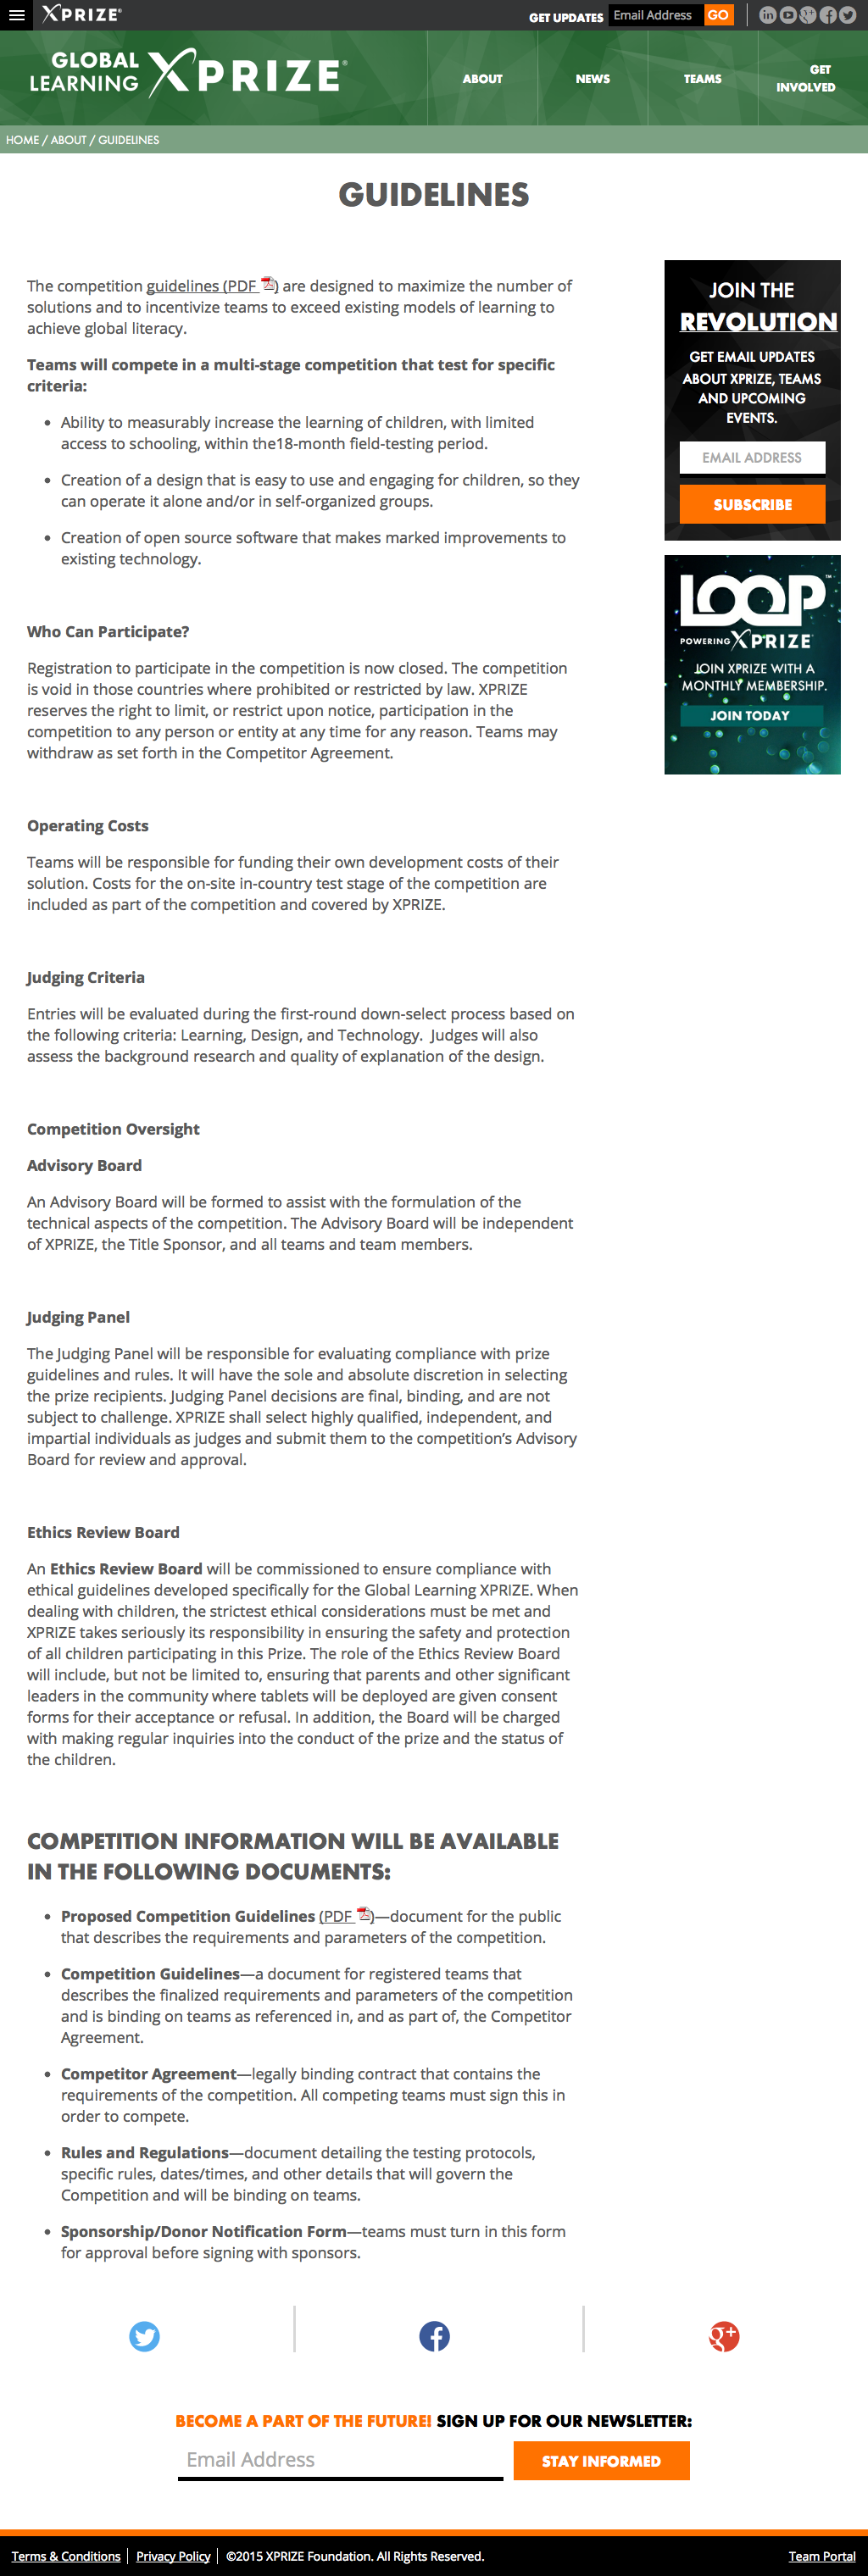 XPRIZE®
GET UPDATES Email Address GO
GLOBAL LEARNING XPRIZE®
ABOUT
NEWS
TEAMS
GET INVOLVED
HOME / ABOUT / GUIDELINES
GUIDELINES
The competition guidelines (PDF ) are designed to maximize the number of
solutions and to incentivize teams to exceed existing models of learning to
achieve global literacy.
Teams will compete in a multi-stage competition that test for specific
criteria:
• Ability to measurably increase the learning of children, with limited
access to schooling, within the18-month field-testing period.
• Creation of a design that is easy to use and engaging for children, so they
can operate it alone and/or in self-organized groups.
• Creation of open source software that makes marked improvements to
existing technology.
Who Can Participate?
Registration to participate in the competition is now closed. The competition
is void in those countries where prohibited or restricted by law. XPRIZE
reserves the right to limit, or restrict upon notice, participation in the
competition to any person or entity at any time for any reason. Teams may
withdraw as set forth in the Competitor Agreement.
Operating Costs
Teams will be responsible for funding their own development costs of their
solution. Costs for the on-site in-country test stage of the competition are
included as part of the competition and covered by XPRIZE.
Judging Criteria
Entries will be evaluated during the first-round down-select process based on
the following criteria: Learning, Design, and Technology. Judges will also
assess the background research and quality of explanation of the design.
Competition Oversight
Advisory Board
An Advisory Board will be formed to assist with the formulation of the
technical aspects of the competition. The Advisory Board will be independent
of XPRIZE, the Title Sponsor, and all teams and team members.
Judging Panel
The Judging Panel will be responsible for evaluating compliance with prize
guidelines and rules. It will have the sole and absolute discretion in selecting
the prize recipients. Judging Panel decisions are final, binding, and are not
subject to challenge. XPRIZE shall select highly qualified, independent, and
impartial individuals as judges and submit them to the competition’s Advisory
Board for review and approval.
Ethics Review Board
An Ethics Review Board will be commissioned to ensure compliance with
ethical guidelines developed specifically for the Global Learning XPRIZE. When
dealing with children, the strictest ethical considerations must be met and
XPRIZE takes seriously its responsibility in ensuring the safety and protection
of all children participating in this Prize. The role of the Ethics Review Board
will include, but not be limited to, ensuring that parents and other significant
leaders in the community where tablets will be deployed are given consent
forms for their acceptance or refusal. In addition, the Board will be charged
with making regular inquiries into the conduct of the prize and the status of
the children.
COMPETITION INFORMATION WILL BE AVAILABLE
IN THE FOLLOWING DOCUMENTS:
• Proposed Competition Guidelines (PDF )—document for the public
that describes the requirements and parameters of the competition.
• Competition Guidelines—a document for registered teams that
describes the finalized requirements and parameters of the competition
and is binding on teams as referenced in, and as part of, the Competitor
Agreement.
• Competitor Agreement—legally binding contract that contains the
requirements of the competition. All competing teams must sign this in
order to compete.
• Rules and Regulations—document detailing the testing protocols,
specific rules, dates/times, and other details that will govern the
Competition and will be binding on teams.
• Sponsorship/Donor Notification Form—teams must turn in this form
for approval before signing with sponsors.
JOIN THE
REVOLUTION
GET EMAIL UPDATES
ABOUT XPRIZE, TEAMS
AND UPCOMING
EVENTS.
EMAIL ADDRESS
SUBSCRIBE
LOOP™
POWERING XPRIZE
JOIN XPRIZE WITH A
MONTHLY MEMBERSHIP.
JOIN TODAY
BECOME A PART OF THE FUTURE! SIGN UP FOR OUR NEWSLETTER:
Email Address STAY INFORMED
Terms & Conditions Privacy Policy ©2015 XPRIZE Foundation. All Rights Reserved. Team Portal